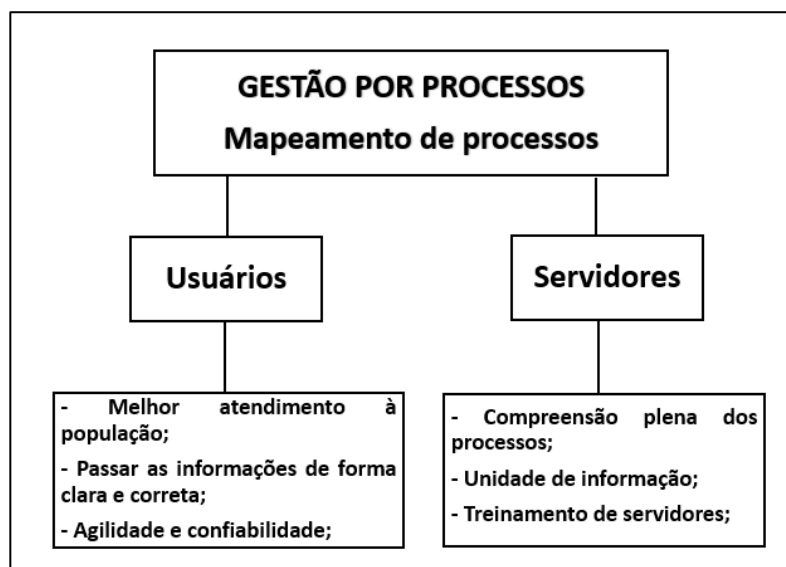 GESTÃO POR PROCESSOS
Mapeamento de processos
Usuários
Servidores
- Melhor atendimento à
população;
- Passar as informações de forma
clara e correta;
- Agilidade e confiabilidade;
- Compreensão plena dos
processos;
- Unidade de informação;
- Treinamento de servidores;